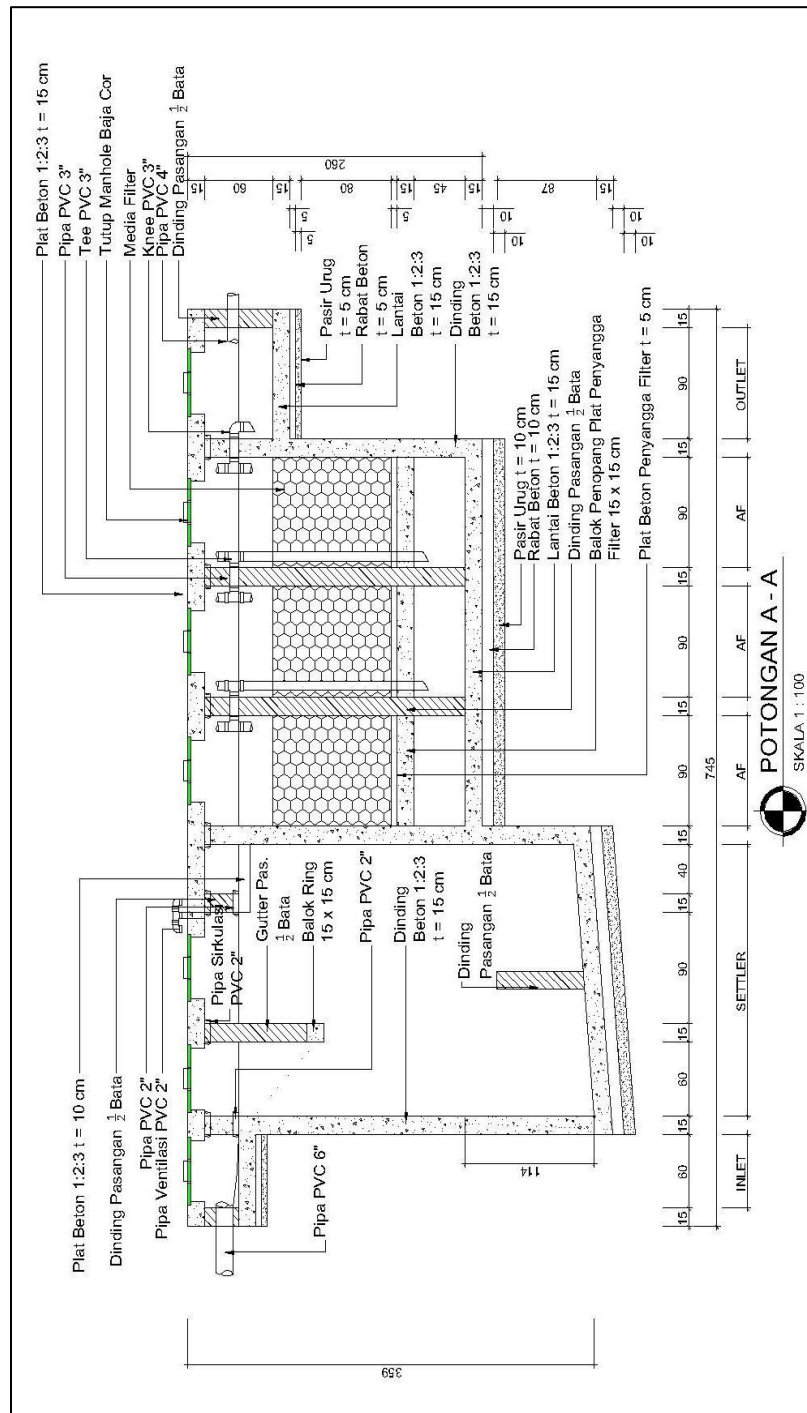 Plat Beton 1:2:3 t = 10 cm
Dinding Pasangan ½ Bata
Pipa PVC 2"
Pipa Ventilasi PVC 2"
Pipa Sirkulasi
PVC 2"
Gutter Pas.
½ Bata
Balok Ring
15 x 15 cm
Pipa PVC 2"
Dinding
Beton 1:2:3
t = 15 cm
Dinding
Pasangan ½ Bata
Pipa PVC 6"
Plat Beton 1:2:3 t = 15 cm
Pipa PVC 3"
Tee PVC 3"
Tutup Manhole Baja Cor
Media Filter
Knee PVC 3"
Pipa PVC 4"
Dinding Pasangan ½ Bata
Pasir Urug
t = 5 cm
Rabat Beton
t = 5 cm
Lantai
Beton 1:2:3
t = 15 cm
Dinding
Beton 1:2:3
t = 15 cm
Pasir Urug t = 10 cm
Rabat Beton t = 10 cm
Lantai Beton 1:2:3 t = 15 cm
Dinding Pasangan ½ Bata
Balok Penopang Plat Penyangga
Filter 15 x 15 cm
Plat Beton Penyangga Filter t = 5 cm
359
114
260
15 60 15 80 15 45 15 87 15
5 5 5 10 10 10 10
15 60 15 60 15 90 15 40 15 90 15 90 15 90 15 90 15
745
INLET SETTLER AF AF AF OUTLET
POTONGAN A - A
SKALA 1 : 100